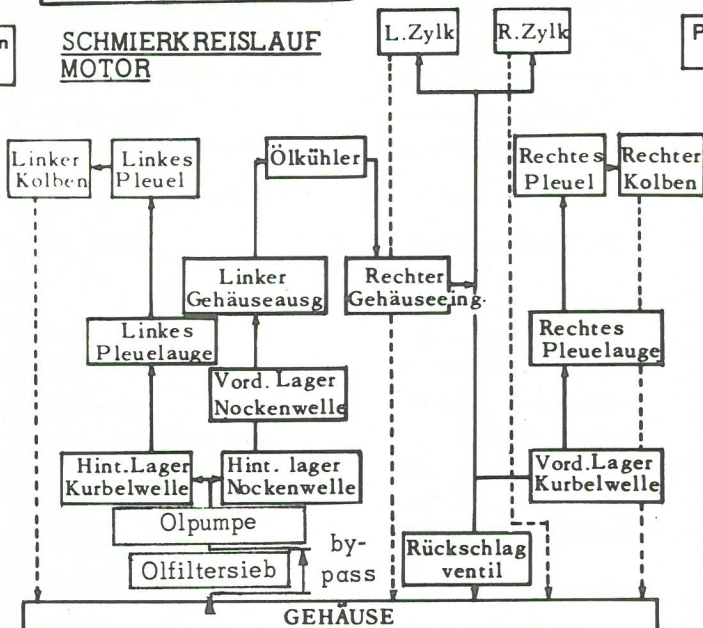 n
SCHMIERKREISLAUF
MOTOR
L.Zylk
R.Zylk
P
Linker
Kolben
Linkes
Pleuel
Ölkühler
Rechtes
Pleuel
Rechter
Kolben
Linker
Gehäuseausg
Rechter
Gehäuseeing.
Linkes
Pleuelauge
Rechtes
Pleuelauge
Vord. Lager
Nockenwelle
Hint.Lager
Kurbelwelle
Hint. lager
Nockenwelle
Vord.Lager
Kurbelwelle
Olpumpe
by-
pass
Olfiltersieb
Rückschlag
ventil
GEHÄUSE